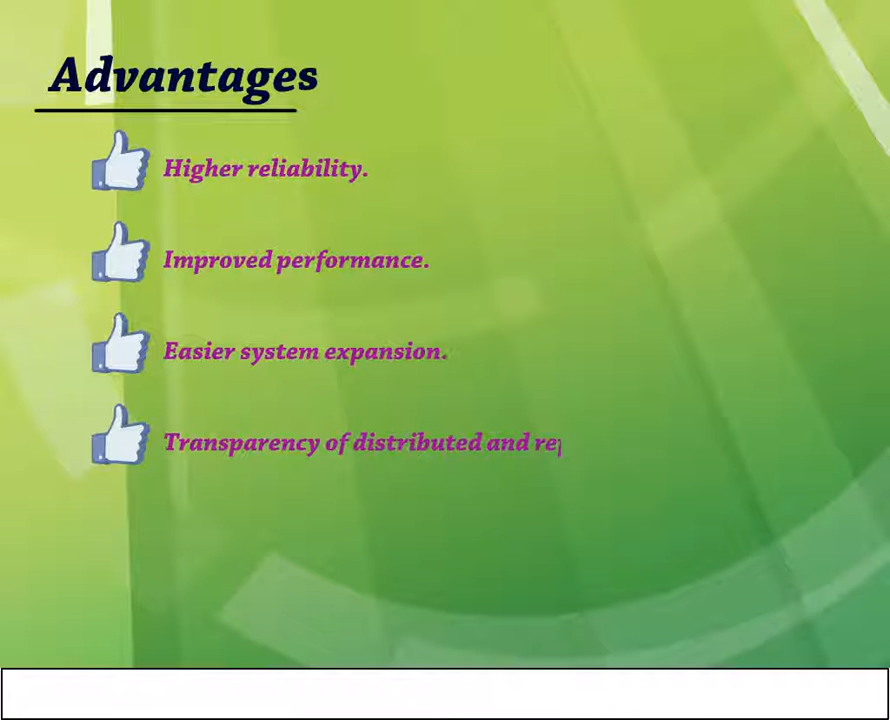 Advantages
Higher reliability.
Improved performance.
Easier system expansion.
Transparency of distributed and